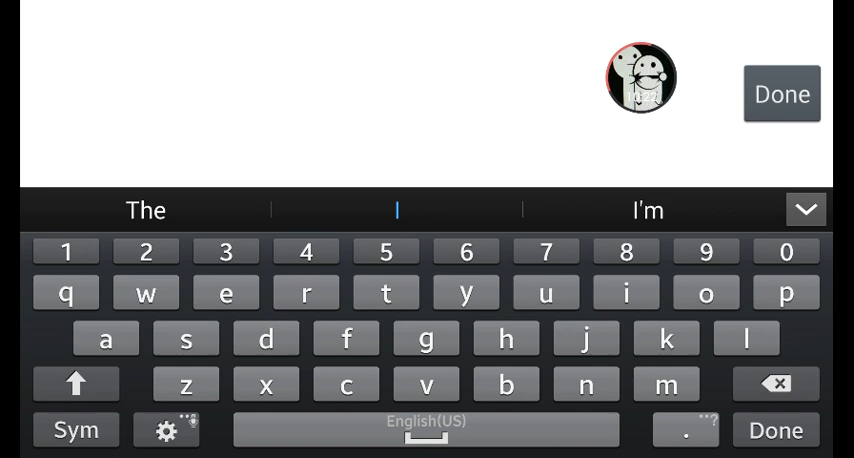 Done
The I I'm
1 2 3 4 5 6 7 8 9 0
q w e r t y u i o p
a s d f g h j k l
z x c v b n m
Sym English(US) . ..? Done